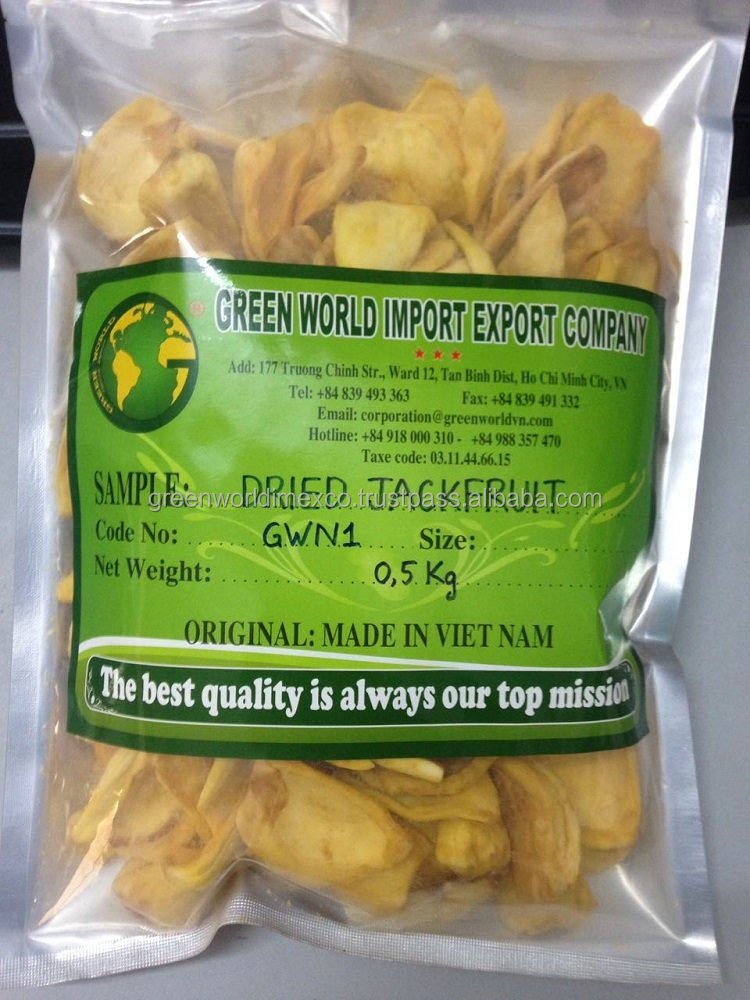 GREEN WORLD
®
GREEN WORLD IMPORT EXPORT COMPANY
★ ★ ★
Add: 177 Truong Chinh Str., Ward 12, Tan Binh Dist, Ho Chi Minh City, VN
Tel: +84 839 493 363 Fax: +84 839 491 332
Email: corporation@greenworldvn.com
Hotline: +84 918 000 310 - +84 988 357 470
Taxe code: 03.11.44.66.15
SAMPLE: DRIED JACKFRUIT
greenworldimexco.trustpass.alibaba.com
Code No: GWN1 Size:
Net Weight: 0,5 Kg
ORIGINAL: MADE IN VIET NAM
The best quality is always our top mission